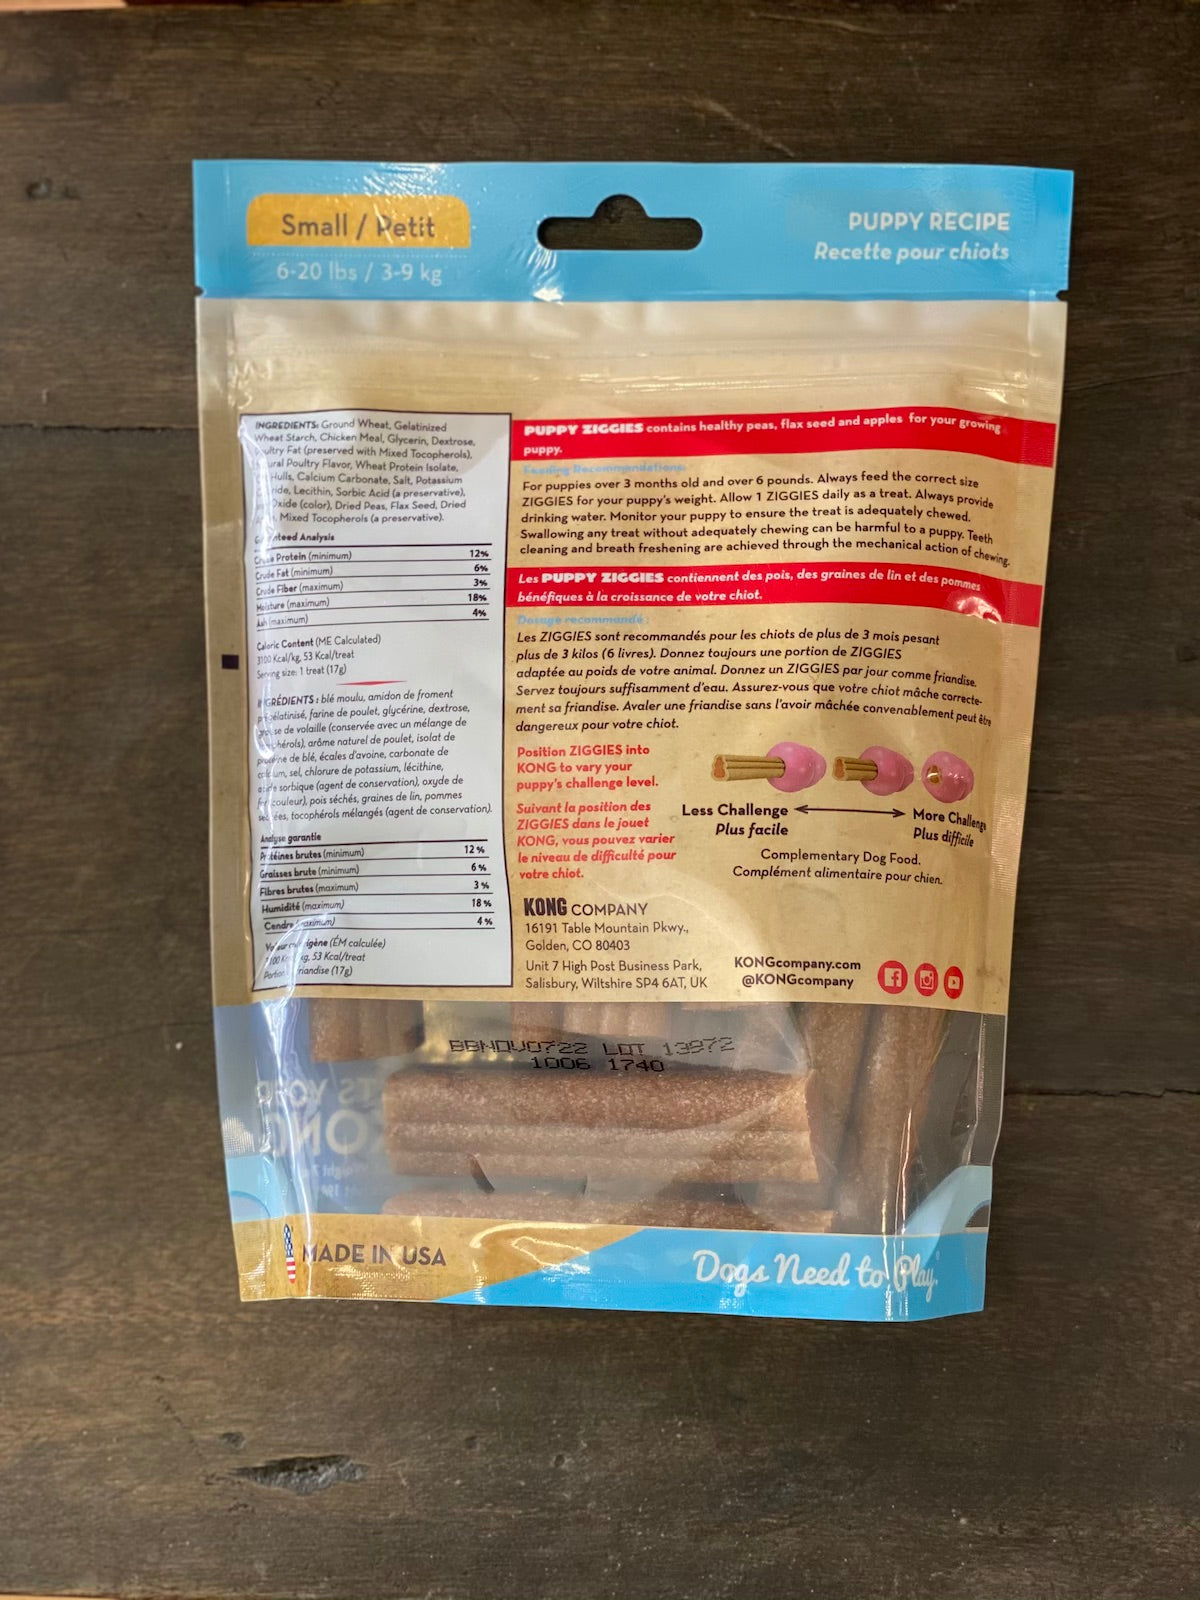 Small / Petit
6-20 lbs / 3-9 kg
PUPPY RECIPE
Recette pour chiots
INGREDIENTS: Ground Wheat, Gelatinized
Wheat Starch, Chicken Meal, Glycerin, Dextrose,
Fat (preserved with Mixed Tocopherols),
Poultry Flavor, Wheat Protein Isolate,
Hulls, Calcium Carbonate, Salt, Potassium
Lecithin, Sorbic Acid (a preservative),
Oxide (color), Dried Peas, Flax Seed, Dried
Mixed Tocopherols (a preservative).
Analysis
Crude Protein (minimum) 12%
Crude Fat (minimum) 6%
Crude Fiber (maximum) 3%
Moisture (maximum) 18%
Ash (maximum) 4%
Caloric Content (ME Calculated)
3100 Kcal/kg, 53 Kcal/treat
Serving size: 1 treat (17g)
INGRÉDIENTS : blé moulu, amidon de froment
farine de poulet, glycérine, dextrose,
de volaille (conservée avec un mélange de
arôme naturel de poulet, isolat de
de blé, écales d'avoine, carbonate de
sel, chlorure de potassium, lécithine,
sorbique (agent de conservation), oxyde de
pois séchés, graines de lin, pommes
tocophérols mélangés (agent de conservation).
Analyse garantie
Protéines brutes (minimum) 12 %
Graisses brute (minimum) 6 %
Fibres brutes (maximum) 3 %
Humidité (maximum) 18 %
Cendre (maximum) 4 %
(ÉM calculée)
53 Kcal/treat
(17g)
PUPPY ZIGGIES contains healthy peas, flax seed and apples for your growing
puppy.
Feeding Recommendations:
For puppies over 3 months old and over 6 pounds. Always feed the correct size
ZIGGIES for your puppy's weight. Allow 1 ZIGGIES daily as a treat. Always provide
drinking water. Monitor your puppy to ensure the treat is adequately chewed.
Swallowing any treat without adequately chewing can be harmful to a puppy. Teeth
cleaning and breath freshening are achieved through the mechanical action of chewing.
Les PUPPY ZIGGIES contiennent des pois, des graines de lin et des pommes
bénéfiques à la croissance de votre chiot.
Dosage recommandé :
Les ZIGGIES sont recommandés pour les chiots de plus de 3 mois pesant
plus de 3 kilos (6 livres). Donnez toujours une portion de ZIGGIES
adaptée au poids de votre animal. Donnez un ZIGGIES par jour comme friandise.
Servez toujours suffisamment d'eau. Assurez-vous que votre chiot mâche correcte-
ment sa friandise. Avaler une friandise sans l'avoir mâchée convenablement peut être
dangereux pour votre chiot.
Position ZIGGIES into
KONG to vary your
puppy's challenge level.
Suivant la position des
ZIGGIES dans le jouet
KONG, vous pouvez varier
le niveau de difficulté pour
votre chiot.
Less Challenge
Plus facile
More Challenge
Plus difficile
Complementary Dog Food.
Complément alimentaire pour chien.
KONG COMPANY
16191 Table Mountain Pkwy.,
Golden, CO 80403
Unit 7 High Post Business Park,
Salisbury, Wiltshire SP4 6AT, UK
KONGcompany.com
@KONGcompany
BBNOV0722 LOT 13972
1006 1740
MADE IN USA
Dogs Need to Play.